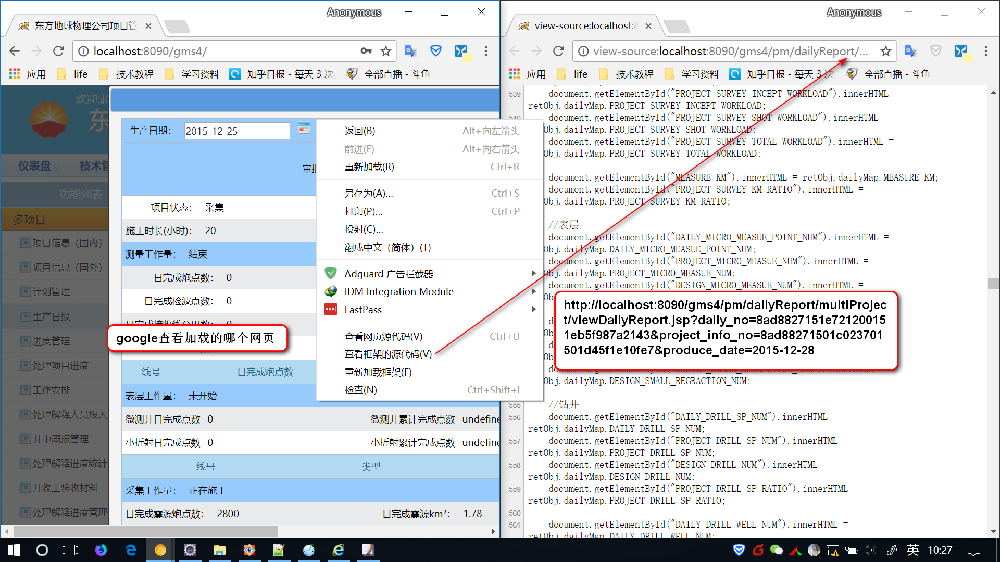 Anonymous
东方地球物理公司项目管
localhost:8090/gms4/
应用 life 技术教程 学习资料 知乎日报 - 每天 3 次 全部直播 - 斗鱼
欢迎:超
东
仪表盘 技术管
功能列表
多项目
项目信息（国内）
项目信息（国外）
计划管理
生产日报
进度管理
处理项目进度
工作安排
处理解释人员投入
井中周报管理
处理解释进度统计
开收工验收材料
处理解释进度管理
生产日期： 2015-12-25
审批
项目状态： 采集
施工时长(小时)： 20
测量工作量： 结束
日完成炮点数： 0
日完成检波点数： 0
google查看加载的哪个网页
线号 日完成炮点数
表层工作量： 未开始
微测井日完成点数 0 微测井累计完成点数 undefine
小折射日完成点数 0 小折射累计完成点数 undefine
线号 类型
采集工作量： 正在施工
日完成震源炮点数： 2800 日完成震源km²： 1.78
返回(B) Alt+向左箭头
前进(F) Alt+向右箭头
重新加载(R) Ctrl+R
另存为(A)... Ctrl+S
打印(P)... Ctrl+P
投射(C)...
翻成中文（简体）(T)
Adguard 广告拦截器
IDM Integration Module
LastPass
查看网页源代码(V) Ctrl+U
查看框架的源代码(V)
重新加载框架(F)
检查(N) Ctrl+Shift+I
Anonymous
view-source:localhost:8
view-source:localhost:8090/gms4/pm/dailyReport/...
应用 life 技术教程 学习资料 知乎日报 - 每天 3 次 全部直播 - 斗鱼
539 document.getElementById("PROJECT_SURVEY_INCEPT_WORKLOAD").innerHTML =
retObj.dailyMap.PROJECT_SURVEY_INCEPT_WORKLOAD;
540 document.getElementById("PROJECT_SURVEY_SHOT_WORKLOAD").innerHTML =
retObj.dailyMap.PROJECT_SURVEY_SHOT_WORKLOAD;
document.getElementById("PROJECT_SURVEY_TOTAL_WORKLOAD").innerHTML =
Obj.dailyMap.PROJECT_SURVEY_TOTAL_WORKLOAD;
document.getElementById("MEASURE_KM").innerHTML = retObj.dailyMap.MEASURE_KM;
document.getElementById("PROJECT_SURVEY_KM_RATIO").innerHTML =
Obj.dailyMap.PROJECT_SURVEY_KM_RATIO;
//表层
document.getElementById("DAILY_MICRO_MEASUE_POINT_NUM").innerHTML =
Obj.dailyMap.DAILY_MICRO_MEASUE_POINT_NUM;
document.getElementById("PROJECT_MICRO_MEASUE_NUM").innerHTML =
Obj.dailyMap.PROJECT_MICRO_MEASUE_NUM;
document.getElementById("DESIGN_MICRO_MEASUE_NUM").innerHTML =
http://localhost:8090/gms4/pm/dailyReport/multiProjec
t/viewDailyReport.jsp?daily_no=8ad8827151e72120015
1eb5f987a2143&project_info_no=8ad88271501c023701
501d45f1e10fe7&produce_date=2015-12-28
Obj.dailyMap.DESIGN_SMALL_REGRACTION_NUM;
555 //钻井
556 document.getElementById("DAILY_DRILL_SP_NUM").innerHTML =
retObj.dailyMap.DAILY_DRILL_SP_NUM;
557 document.getElementById("PROJECT_DRILL_SP_NUM").innerHTML =
retObj.dailyMap.PROJECT_DRILL_SP_NUM;
558 document.getElementById("DESIGN_DRILL_NUM").innerHTML =
retObj.dailyMap.DESIGN_DRILL_NUM;
559 document.getElementById("PROJECT_DRILL_SP_RATIO").innerHTML =
retObj.dailyMap.PROJECT_DRILL_SP_RATIO;
560
561 document.getElementById("DAILY_DRILL_WELL_NUM").innerHTML =
retObj.dailyMap.DAILY_DRILL_WELL_NUM;
英 10:27